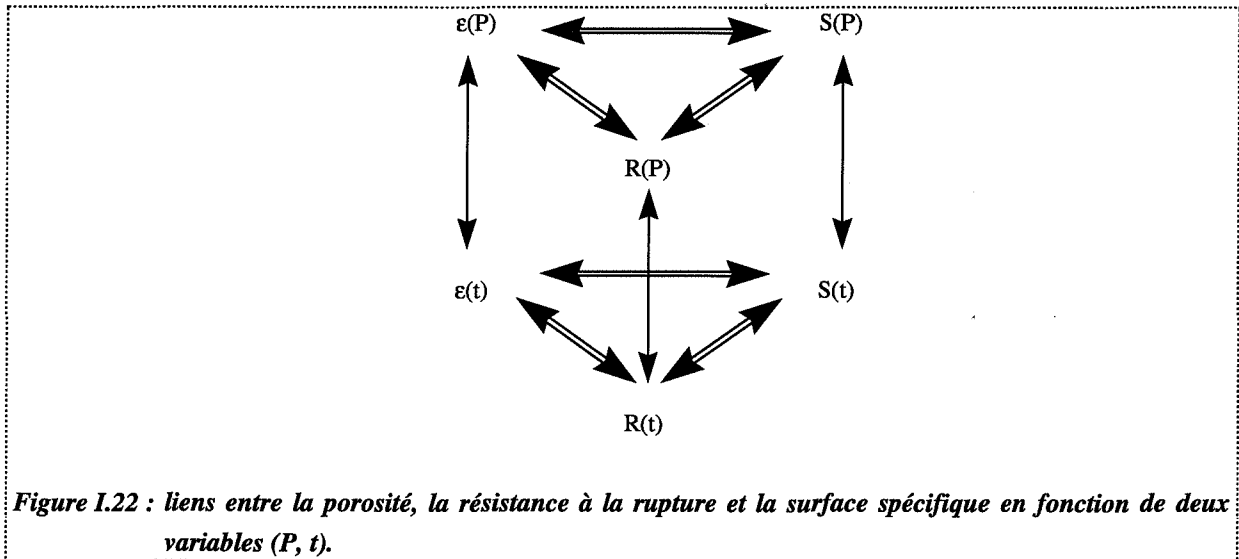 ε(P) S(P)
R(P)
ε(t) S(t)
R(t)
Figure I.22 : liens entre la porosité, la résistance à la rupture et la surface spécifique en fonction de deux
variables (P, t).